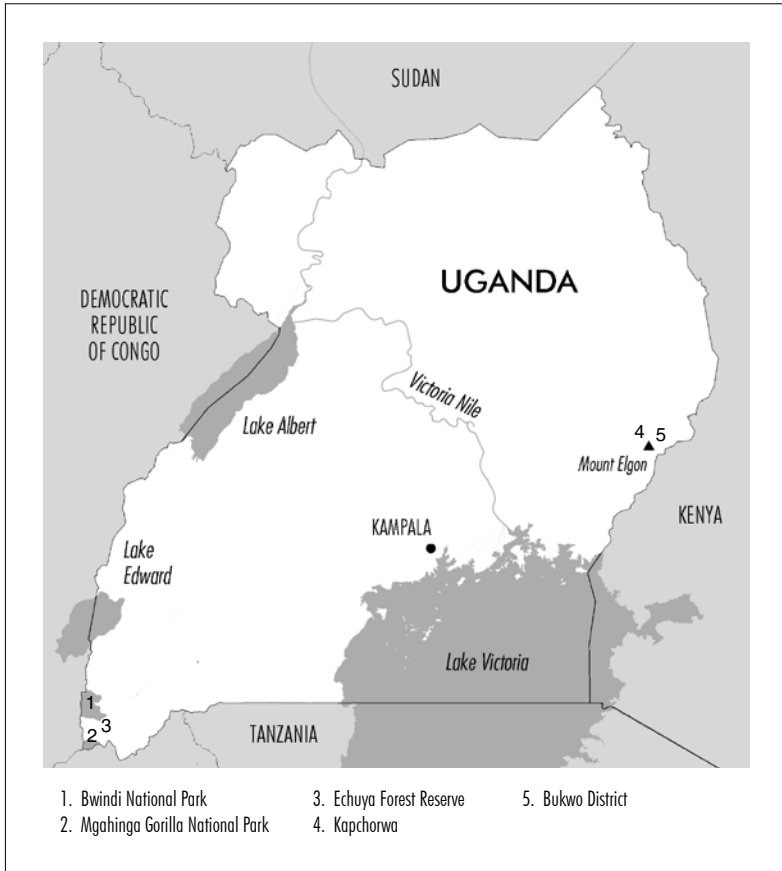 SUDAN
UGANDA
DEMOCRATIC
REPUBLIC
OF CONGO
Victoria Nile
Lake Albert
4 5
Mount Elgon
KENYA
KAMPALA
Lake
Edward
Lake Victoria
1
3
2
TANZANIA
1. Bwindi National Park
2. Mgahinga Gorilla National Park
3. Echuya Forest Reserve
4. Kapchorwa
5. Bukwo District